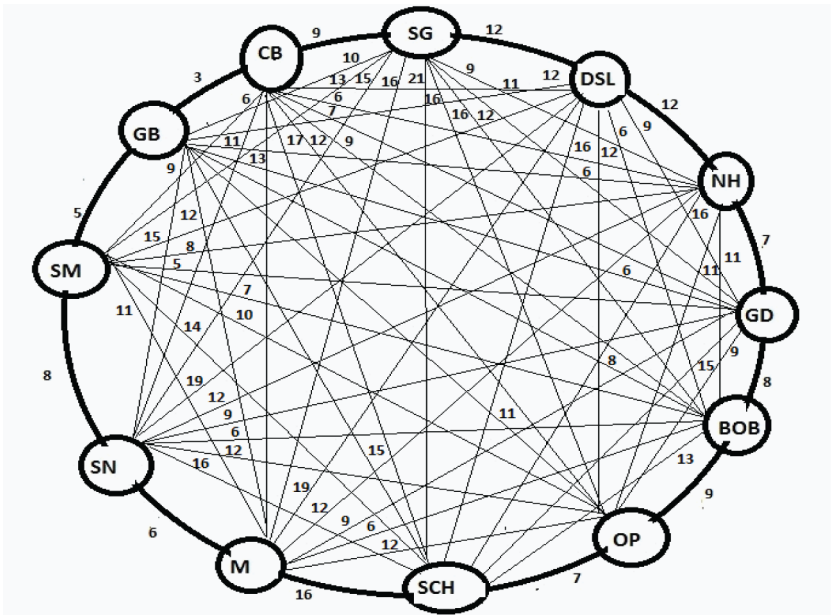 9 SG 12
CB
10 9
13 15 16 21 11 12 DSL
3 6 6 16 12
7 16 12 6 9
GB 11 17 12 9
13 16 12
9 6 NH
12 16
5 15 7
8 11
SM 5 6 11
7
11 10 GD
14
9
8 8 15 8
19
12
9 11 BOB
6
SN 16 12 15 13
19 9
12
6 9 6 OP
M 12
16 SCH 7